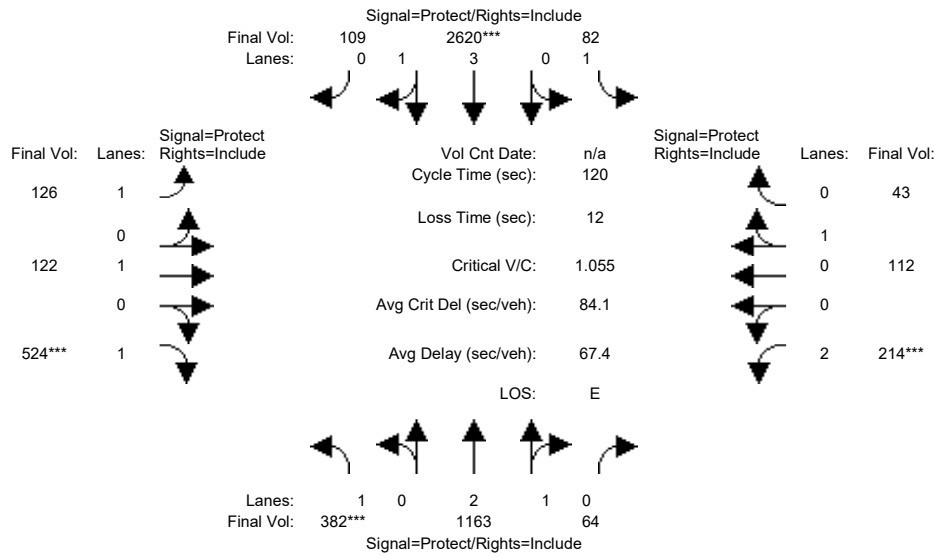 Signal=Protect/Rights=Include
Final Vol: 109 2620*** 82
Lanes: 0 1 3 0 1
Signal=Protect
Final Vol: Lanes: Rights=Include
Vol Cnt Date: n/a
Signal=Protect
Rights=Include Lanes: Final Vol:
Cycle Time (sec): 120
126 1
0 43
Loss Time (sec): 12
0
1
122 1
Critical V/C: 1.055
0 112
0
Avg Crit Del (sec/veh): 84.1
0
524*** 1
Avg Delay (sec/veh): 67.4
2 214***
LOS: E
Lanes: 1 0 2 1 0
Final Vol: 382*** 1163 64
Signal=Protect/Rights=Include